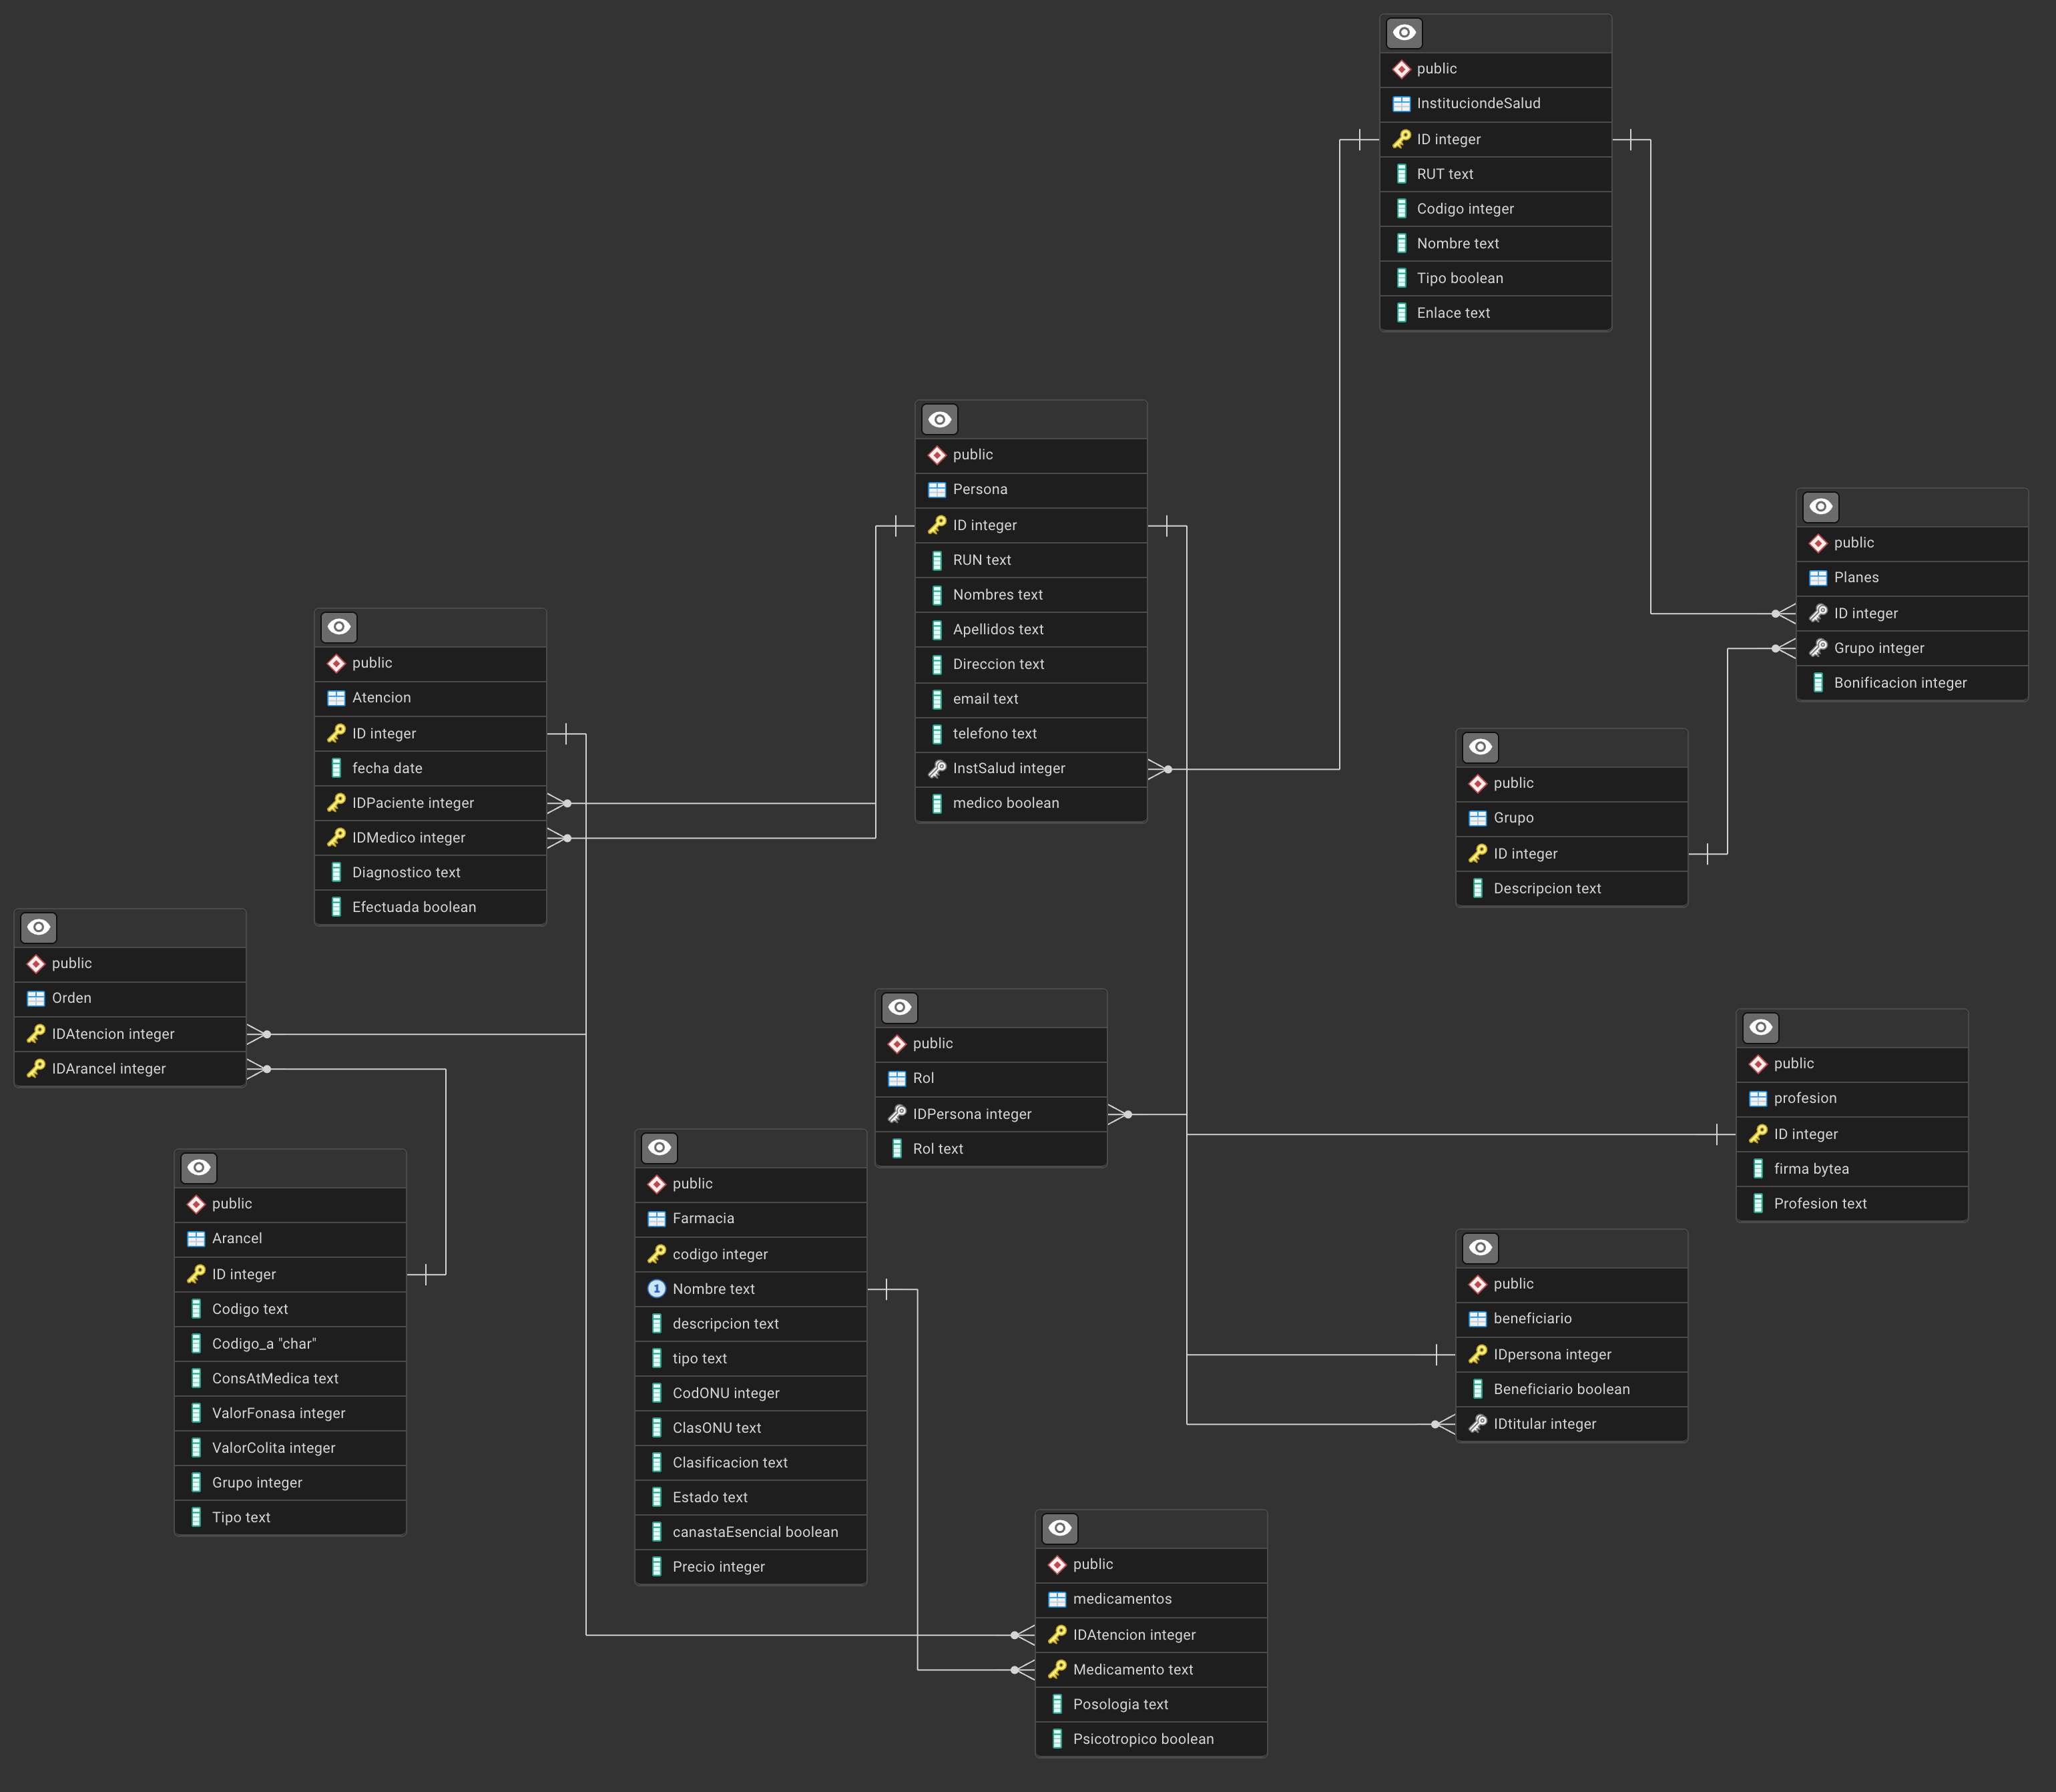 public
InstituciondeSalud
ID integer
RUT text
Codigo integer
Nombre text
Tipo boolean
Enlace text
public
Persona
ID integer
RUN text
Nombres text
Apellidos text
Direccion text
email text
telefono text
InstSalud integer
medico boolean
public
Planes
ID integer
Grupo integer
Bonificacion integer
public
Atencion
ID integer
fecha date
IDPaciente integer
IDMedico integer
Diagnostico text
Efectuada boolean
public
Grupo
ID integer
Descripcion text
public
Orden
IDAtencion integer
IDArancel integer
public
Rol
IDPersona integer
Rol text
public
profesion
ID integer
firma bytea
Profesion text
public
Arancel
ID integer
Codigo text
Codigo_a "char"
ConsAtMedica text
ValorFonasa integer
ValorColita integer
Grupo integer
Tipo text
public
Farmacia
codigo integer
1 Nombre text
descripcion text
tipo text
CodONU integer
ClasONU text
Clasificacion text
Estado text
canastaEsencial boolean
Precio integer
public
beneficiario
IDpersona integer
Beneficiario boolean
IDtitular integer
public
medicamentos
IDAtencion integer
Medicamento text
Posologia text
Psicotropico boolean